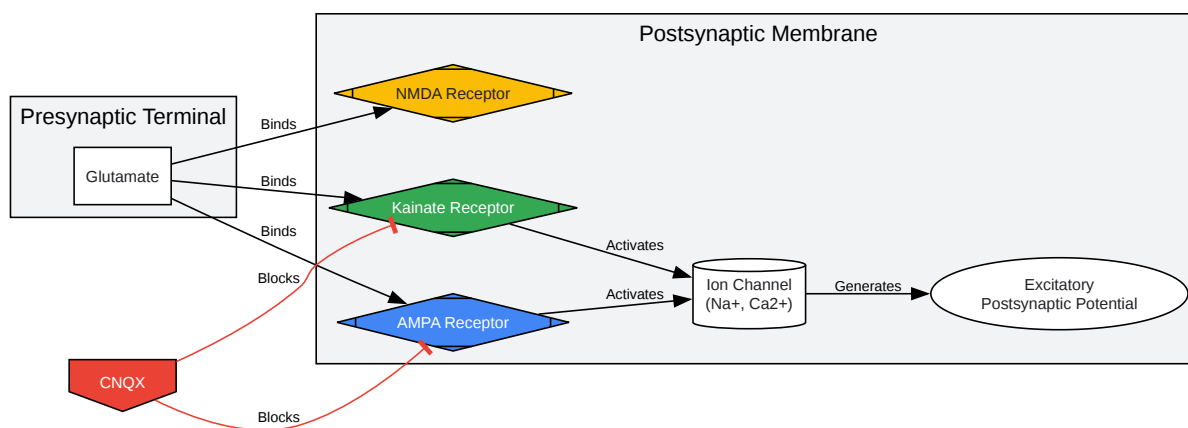 Postsynaptic Membrane
Presynaptic Terminal
Glutamate
Binds
NMDA Receptor
Binds
Kainate Receptor
Binds
AMPA Receptor
Activates
Activates
Ion Channel
(Na+, Ca2+)
Generates
Excitatory
Postsynaptic Potential
Blocks
CNQX
Blocks